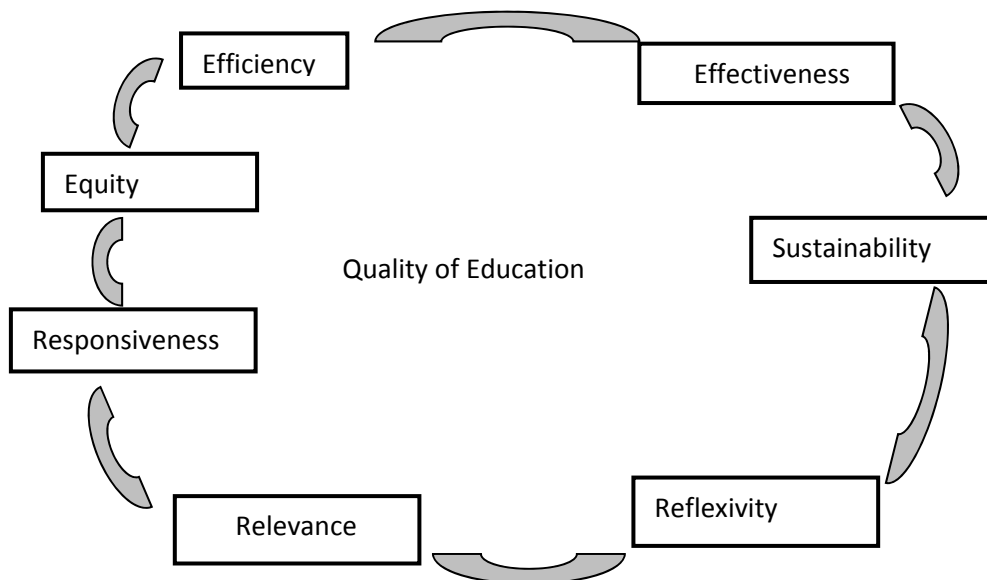 Efficiency
Effectiveness
Equity
Sustainability
Quality of Education
Responsiveness
Reflexivity
Relevance